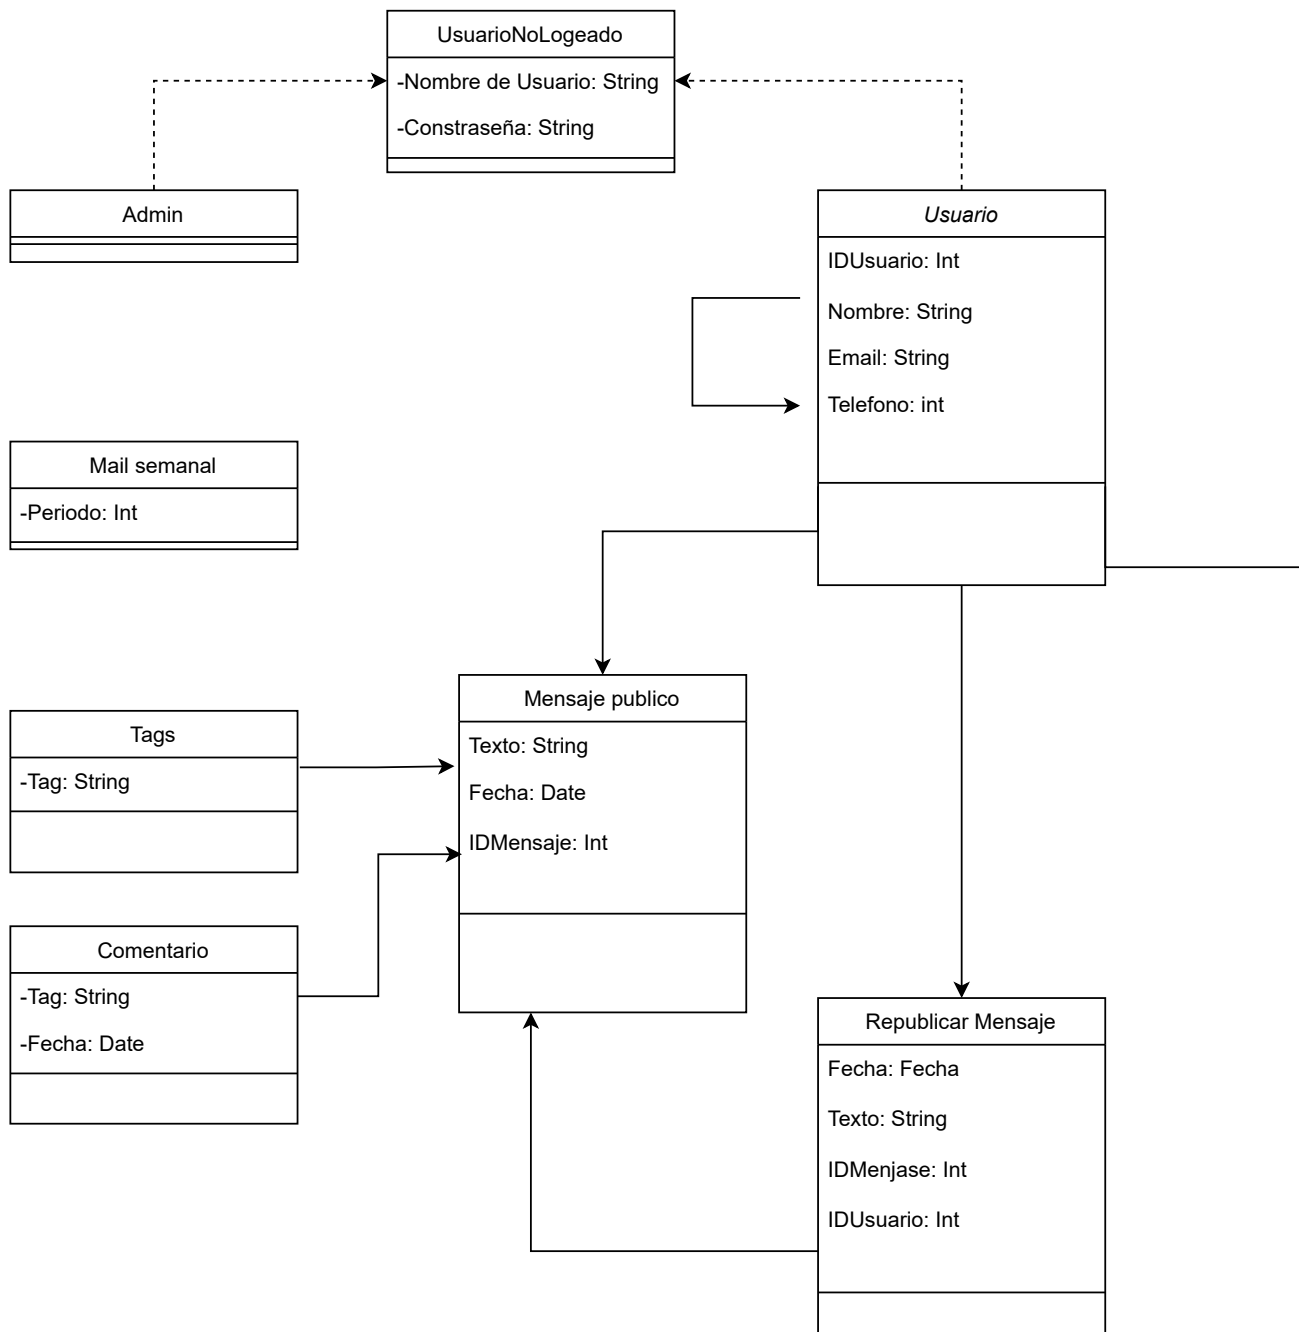 UsuarioNoLogeado
-Nombre de Usuario: String
-Constraseña: String
Admin
Usuario
IDUsuario: Int
Nombre: String
Email: String
Telefono: int
Mail semanal
-Periodo: Int
Mensaje publico
Texto: String
Fecha: Date
IDMensaje: Int
Tags
-Tag: String
Comentario
-Tag: String
-Fecha: Date
Republicar Mensaje
Fecha: Fecha
Texto: String
IDMenjase: Int
IDUsuario: Int